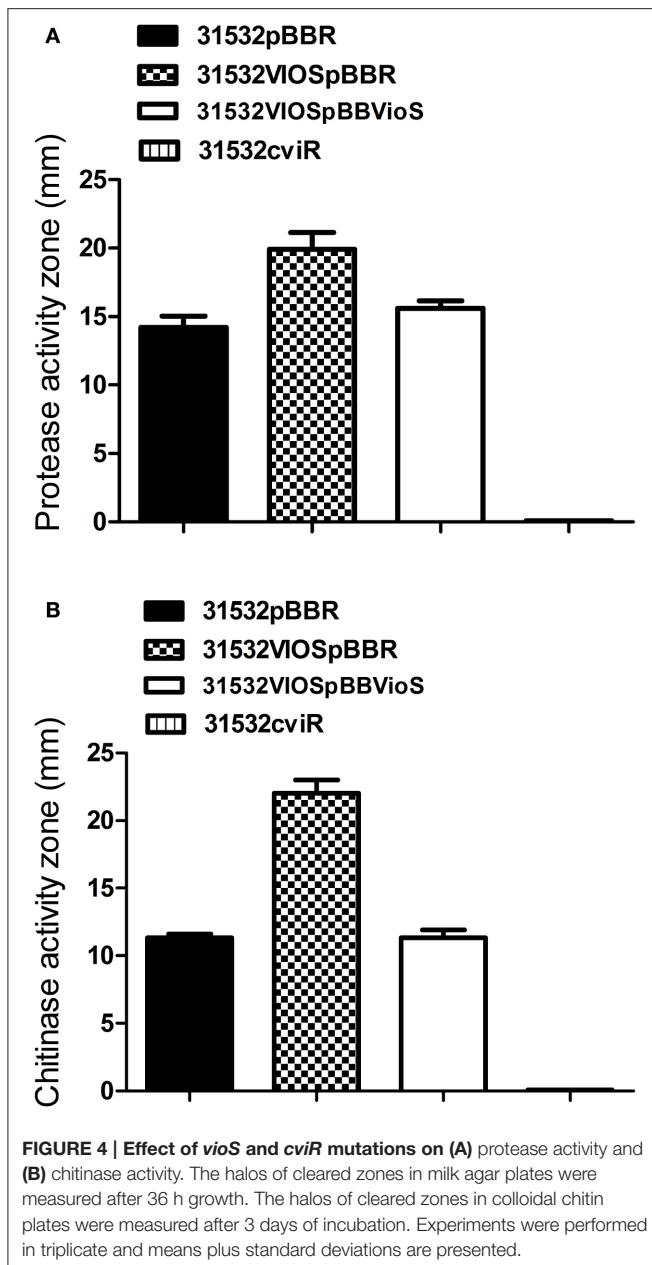 A
31532pBBR
31532VIOSpBBR
31532VIOSpBBVioS
31532cviR
Protease activity zone (mm)
25
20
15
10
5
0
B
31532pBBR
31532VIOSpBBR
31532VIOSpBBVioS
31532cviR
Chitinase activity zone (mm)
25
20
15
10
5
0
FIGURE 4 | Effect of vioS and cviR mutations on (A) protease activity and
(B) chitinase activity. The halos of cleared zones in milk agar plates were
measured after 36 h growth. The halos of cleared zones in colloidal chitin
plates were measured after 3 days of incubation. Experiments were performed
in triplicate and means plus standard deviations are presented.